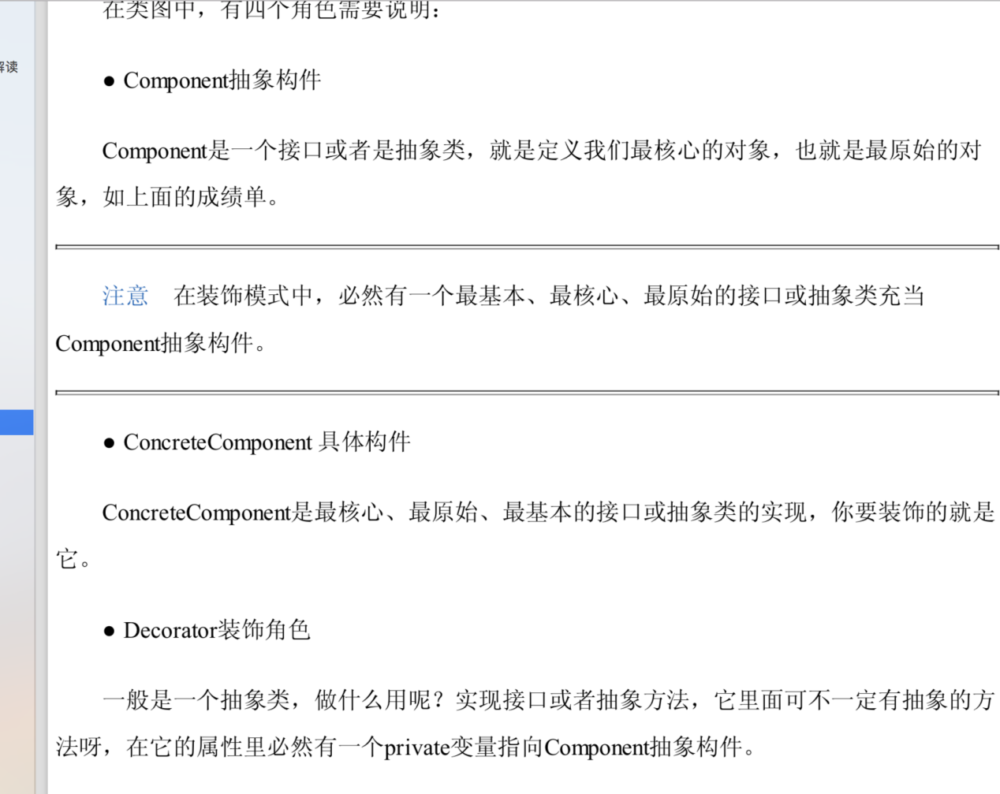 在类图中，有四个角色需要说明：
解读
● Component抽象构件
Component是一个接口或者是抽象类，就是定义我们最核心的对象，也就是最原始的对
象，如上面的成绩单。
注意 在装饰模式中，必然有一个最基本、最核心、最原始的接口或抽象类充当
Component抽象构件。
● ConcreteComponent 具体构件
ConcreteComponent是最核心、最原始、最基本的接口或抽象类的实现，你要装饰的就是
它。
● Decorator装饰角色
一般是一个抽象类，做什么用呢？实现接口或者抽象方法，它里面可不一定有抽象的方
法呀，在它的属性里必然有一个private变量指向Component抽象构件。